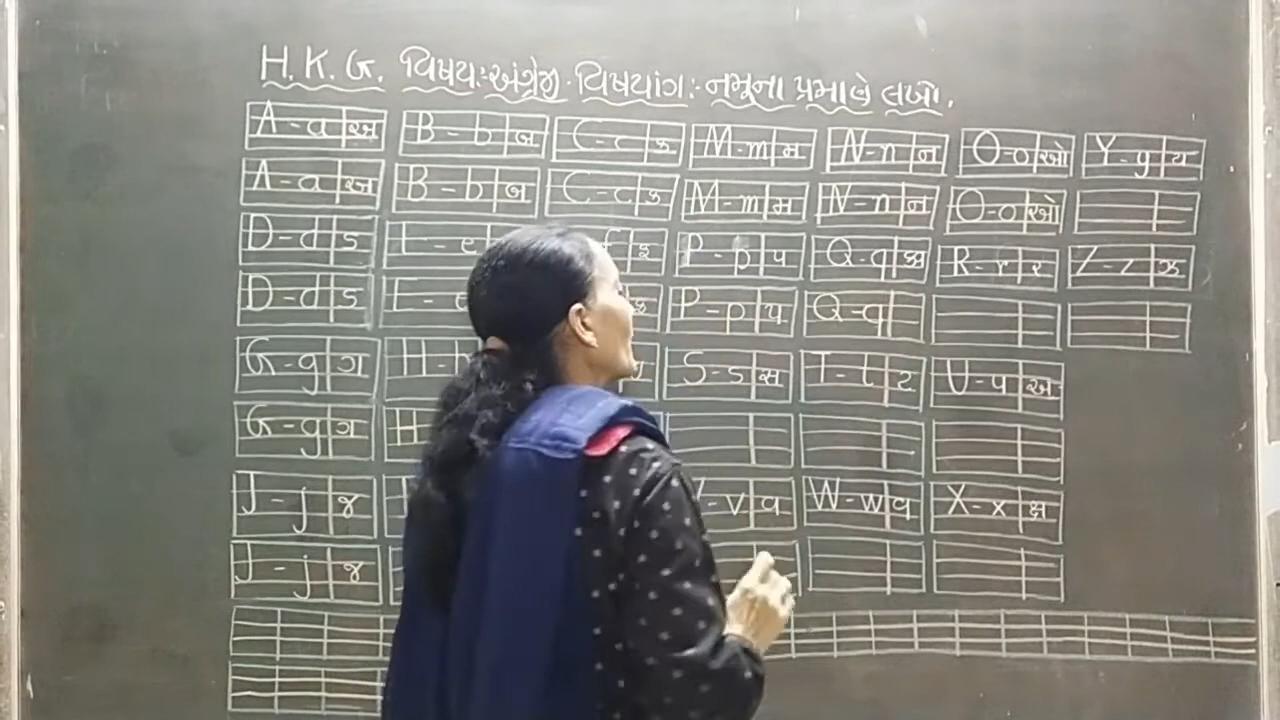 H. K. G. વિષય:-અંગ્રેજી. વિષયાંગ:- નમૂના પ્રમાણે લખો.
A-a|અ B-b|બ C-c|ક M-m|મ N-n|ન O-o|ઓ Y-y|ય
A-a|અ B-b|બ C-c|ક M-m|મ N-n|ન O-o|ઓ
D-d|ડ E-e f|ફ P-p|પ Q-q|ક્વ R-r|ર Z-z|ઝ
D-d|ડ E-e ફ P-p|પ Q-q
G-g|ગ H-h S-s|સ T-t|ટ U-u|અ
G-g|ગ H
J-j|જ V-v|વ W-w|વ X-x|ક્ષ
J-j|જ